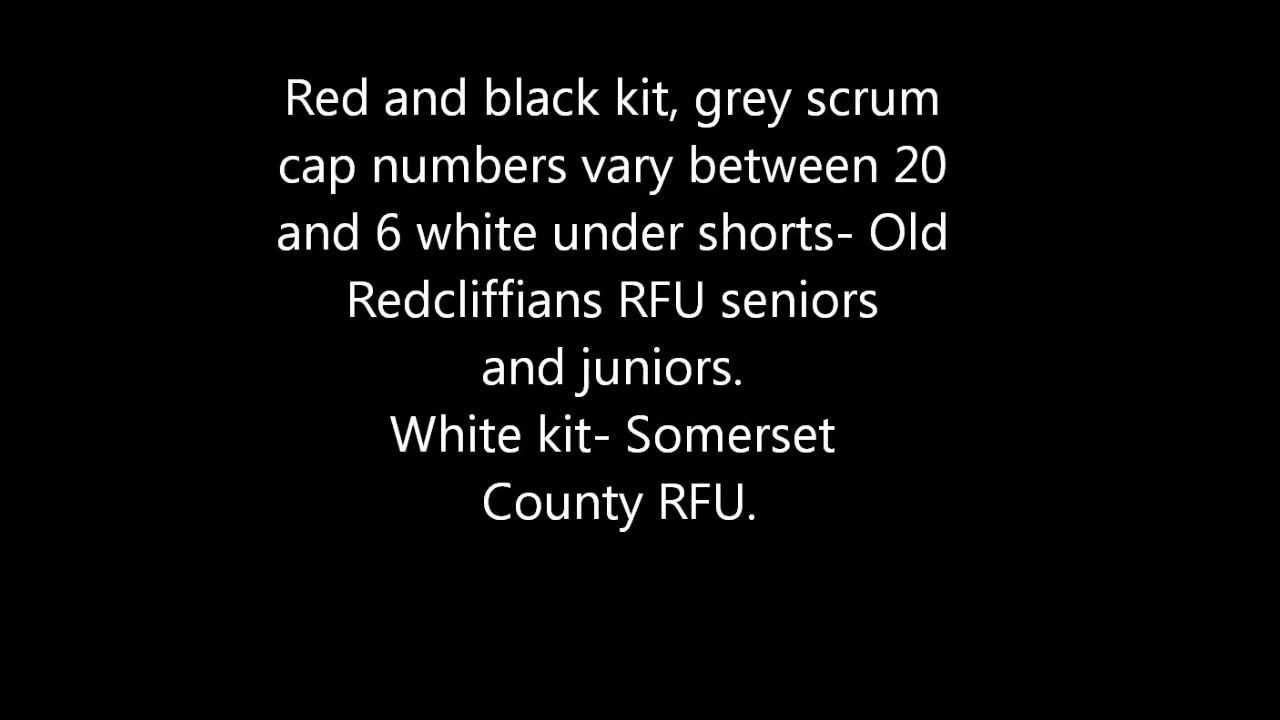 Red and black kit, grey scrum
cap numbers vary between 20
and 6 white under shorts- Old
Redcliffians RFU seniors
and juniors.
White kit- Somerset
County RFU.